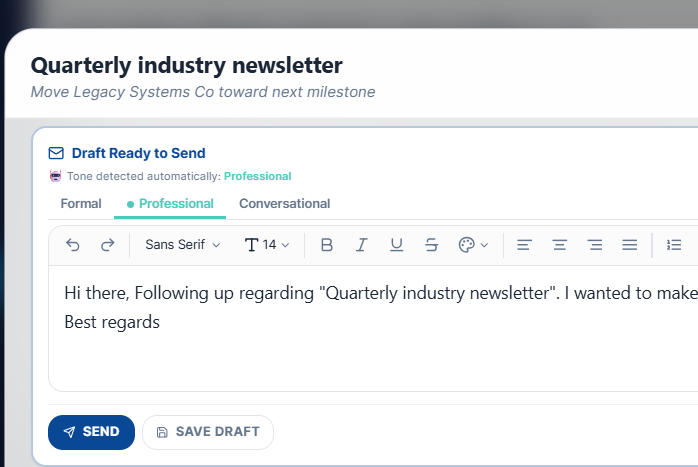 Quarterly industry newsletter
Move Legacy Systems Co toward next milestone
Draft Ready to Send
Tone detected automatically: Professional
Formal Professional Conversational
Sans Serif 14 B I U S
Hi there, Following up regarding "Quarterly industry newsletter". I wanted to make
Best regards
SEND SAVE DRAFT